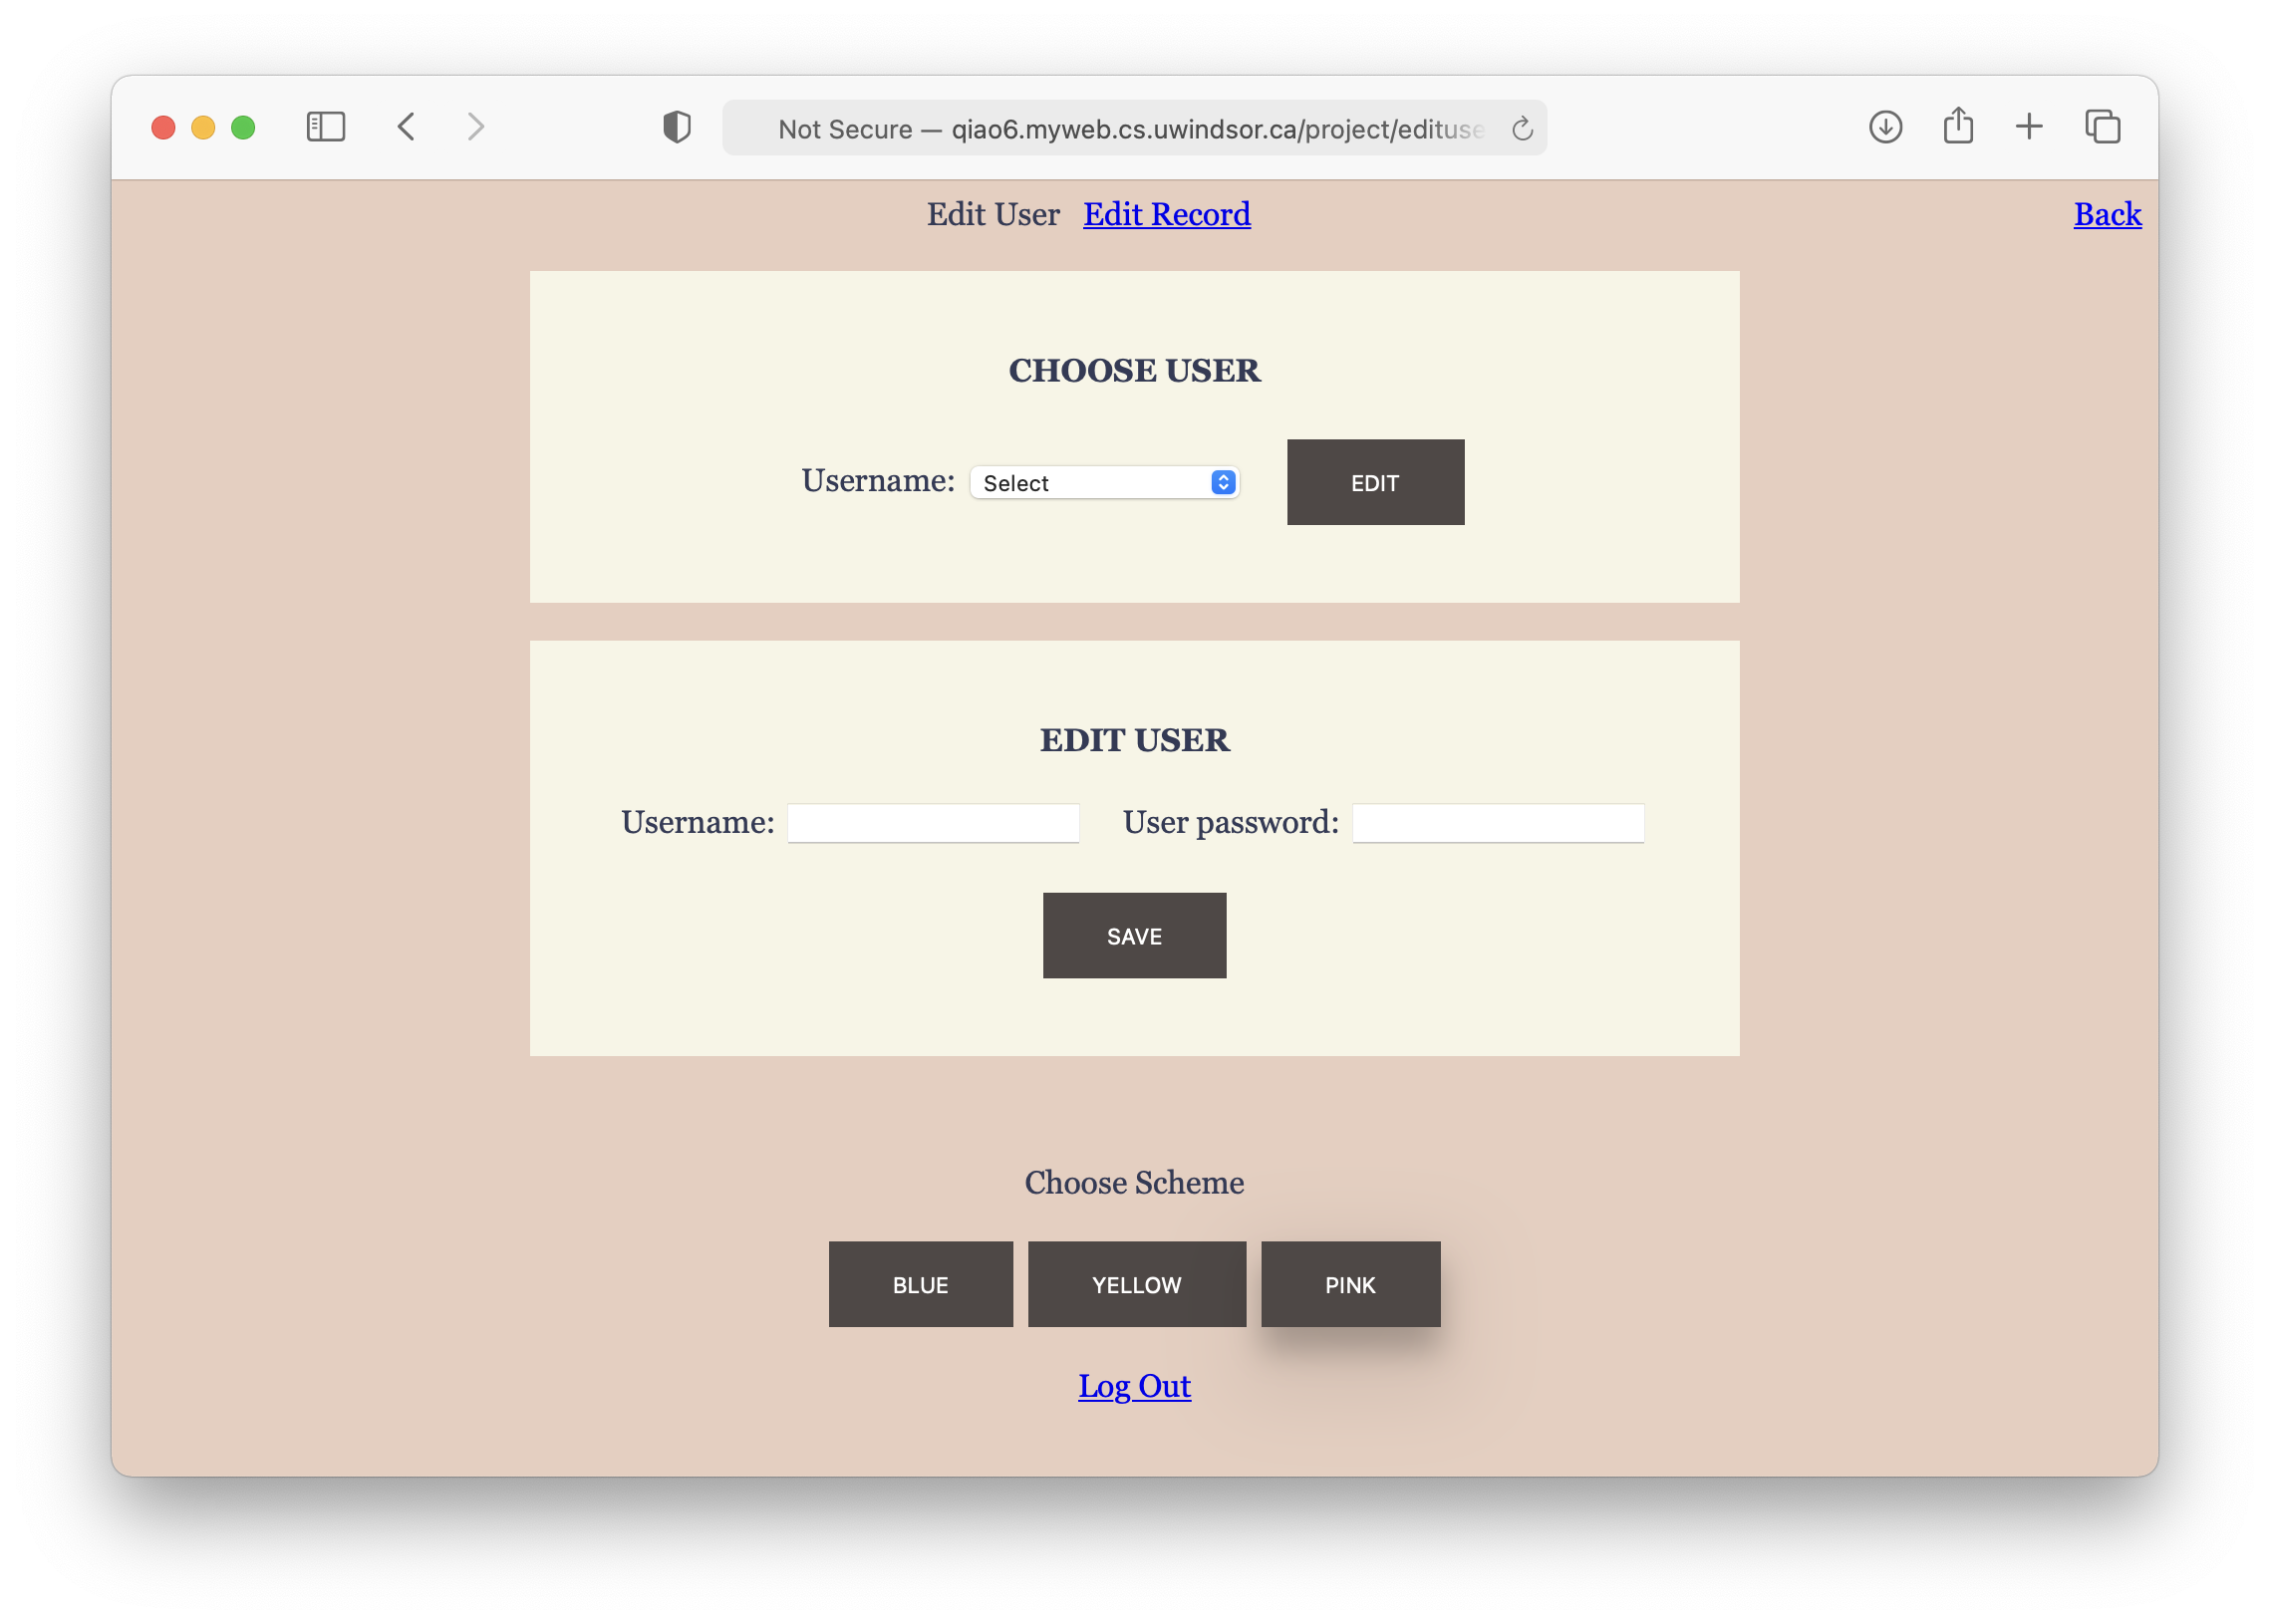 Not Secure — qiao6.myweb.cs.uwindsor.ca/project/edituse
Edit User Edit Record Back
CHOOSE USER
Username: Select EDIT
EDIT USER
Username: User password:
SAVE
Choose Scheme
BLUE YELLOW PINK
Log Out